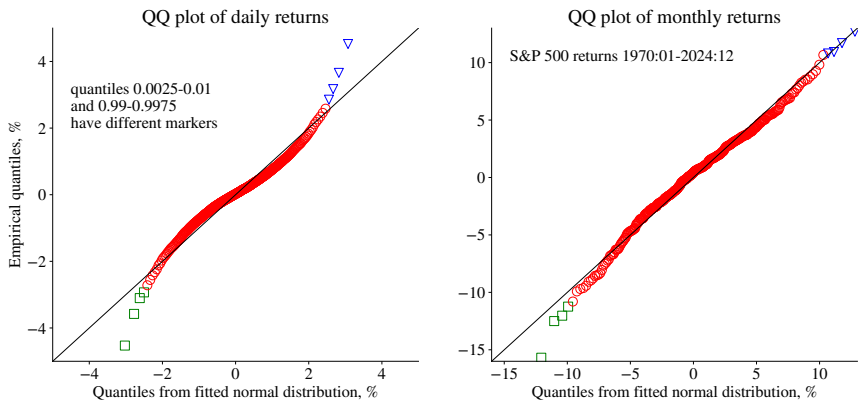 QQ plot of daily returns
4
2
0
−2
−4
quantiles 0.0025-0.01
and 0.99-0.9975
have different markers
Empirical quantiles, %
−4
−2
0
2
4
Quantiles from fitted normal distribution, %
QQ plot of monthly returns
10
5
0
−5
−10
−15
S&P 500 returns 1970:01-2024:12
−15
−10
−5
0
5
10
Quantiles from fitted normal distribution, %